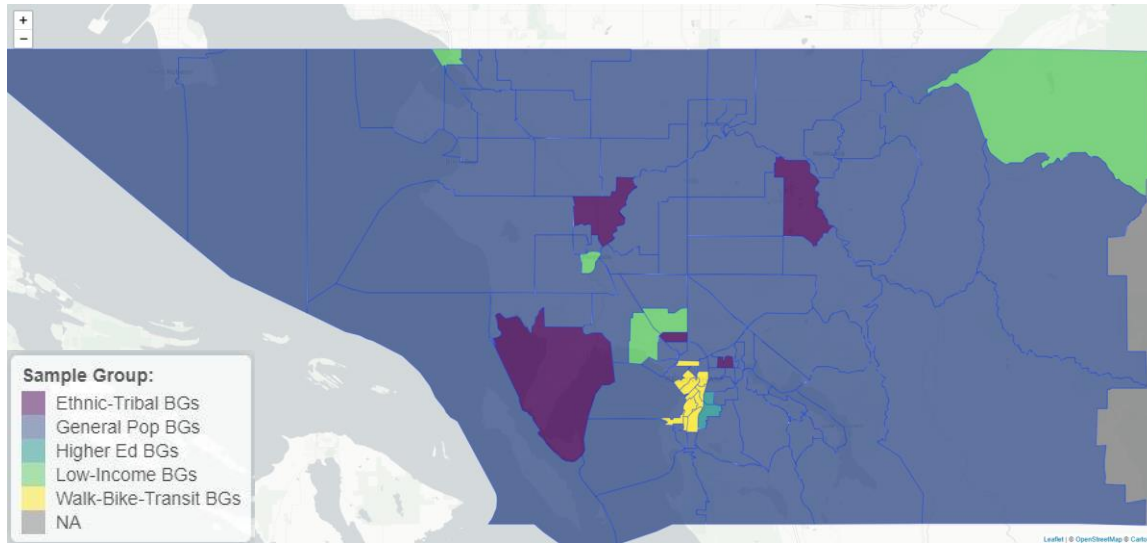 +
−
Sample Group:
Ethnic-Tribal BGs
General Pop BGs
Higher Ed BGs
Low-Income BGs
Walk-Bike-Transit BGs
NA
Leaflet | © OpenStreetMap © Carto